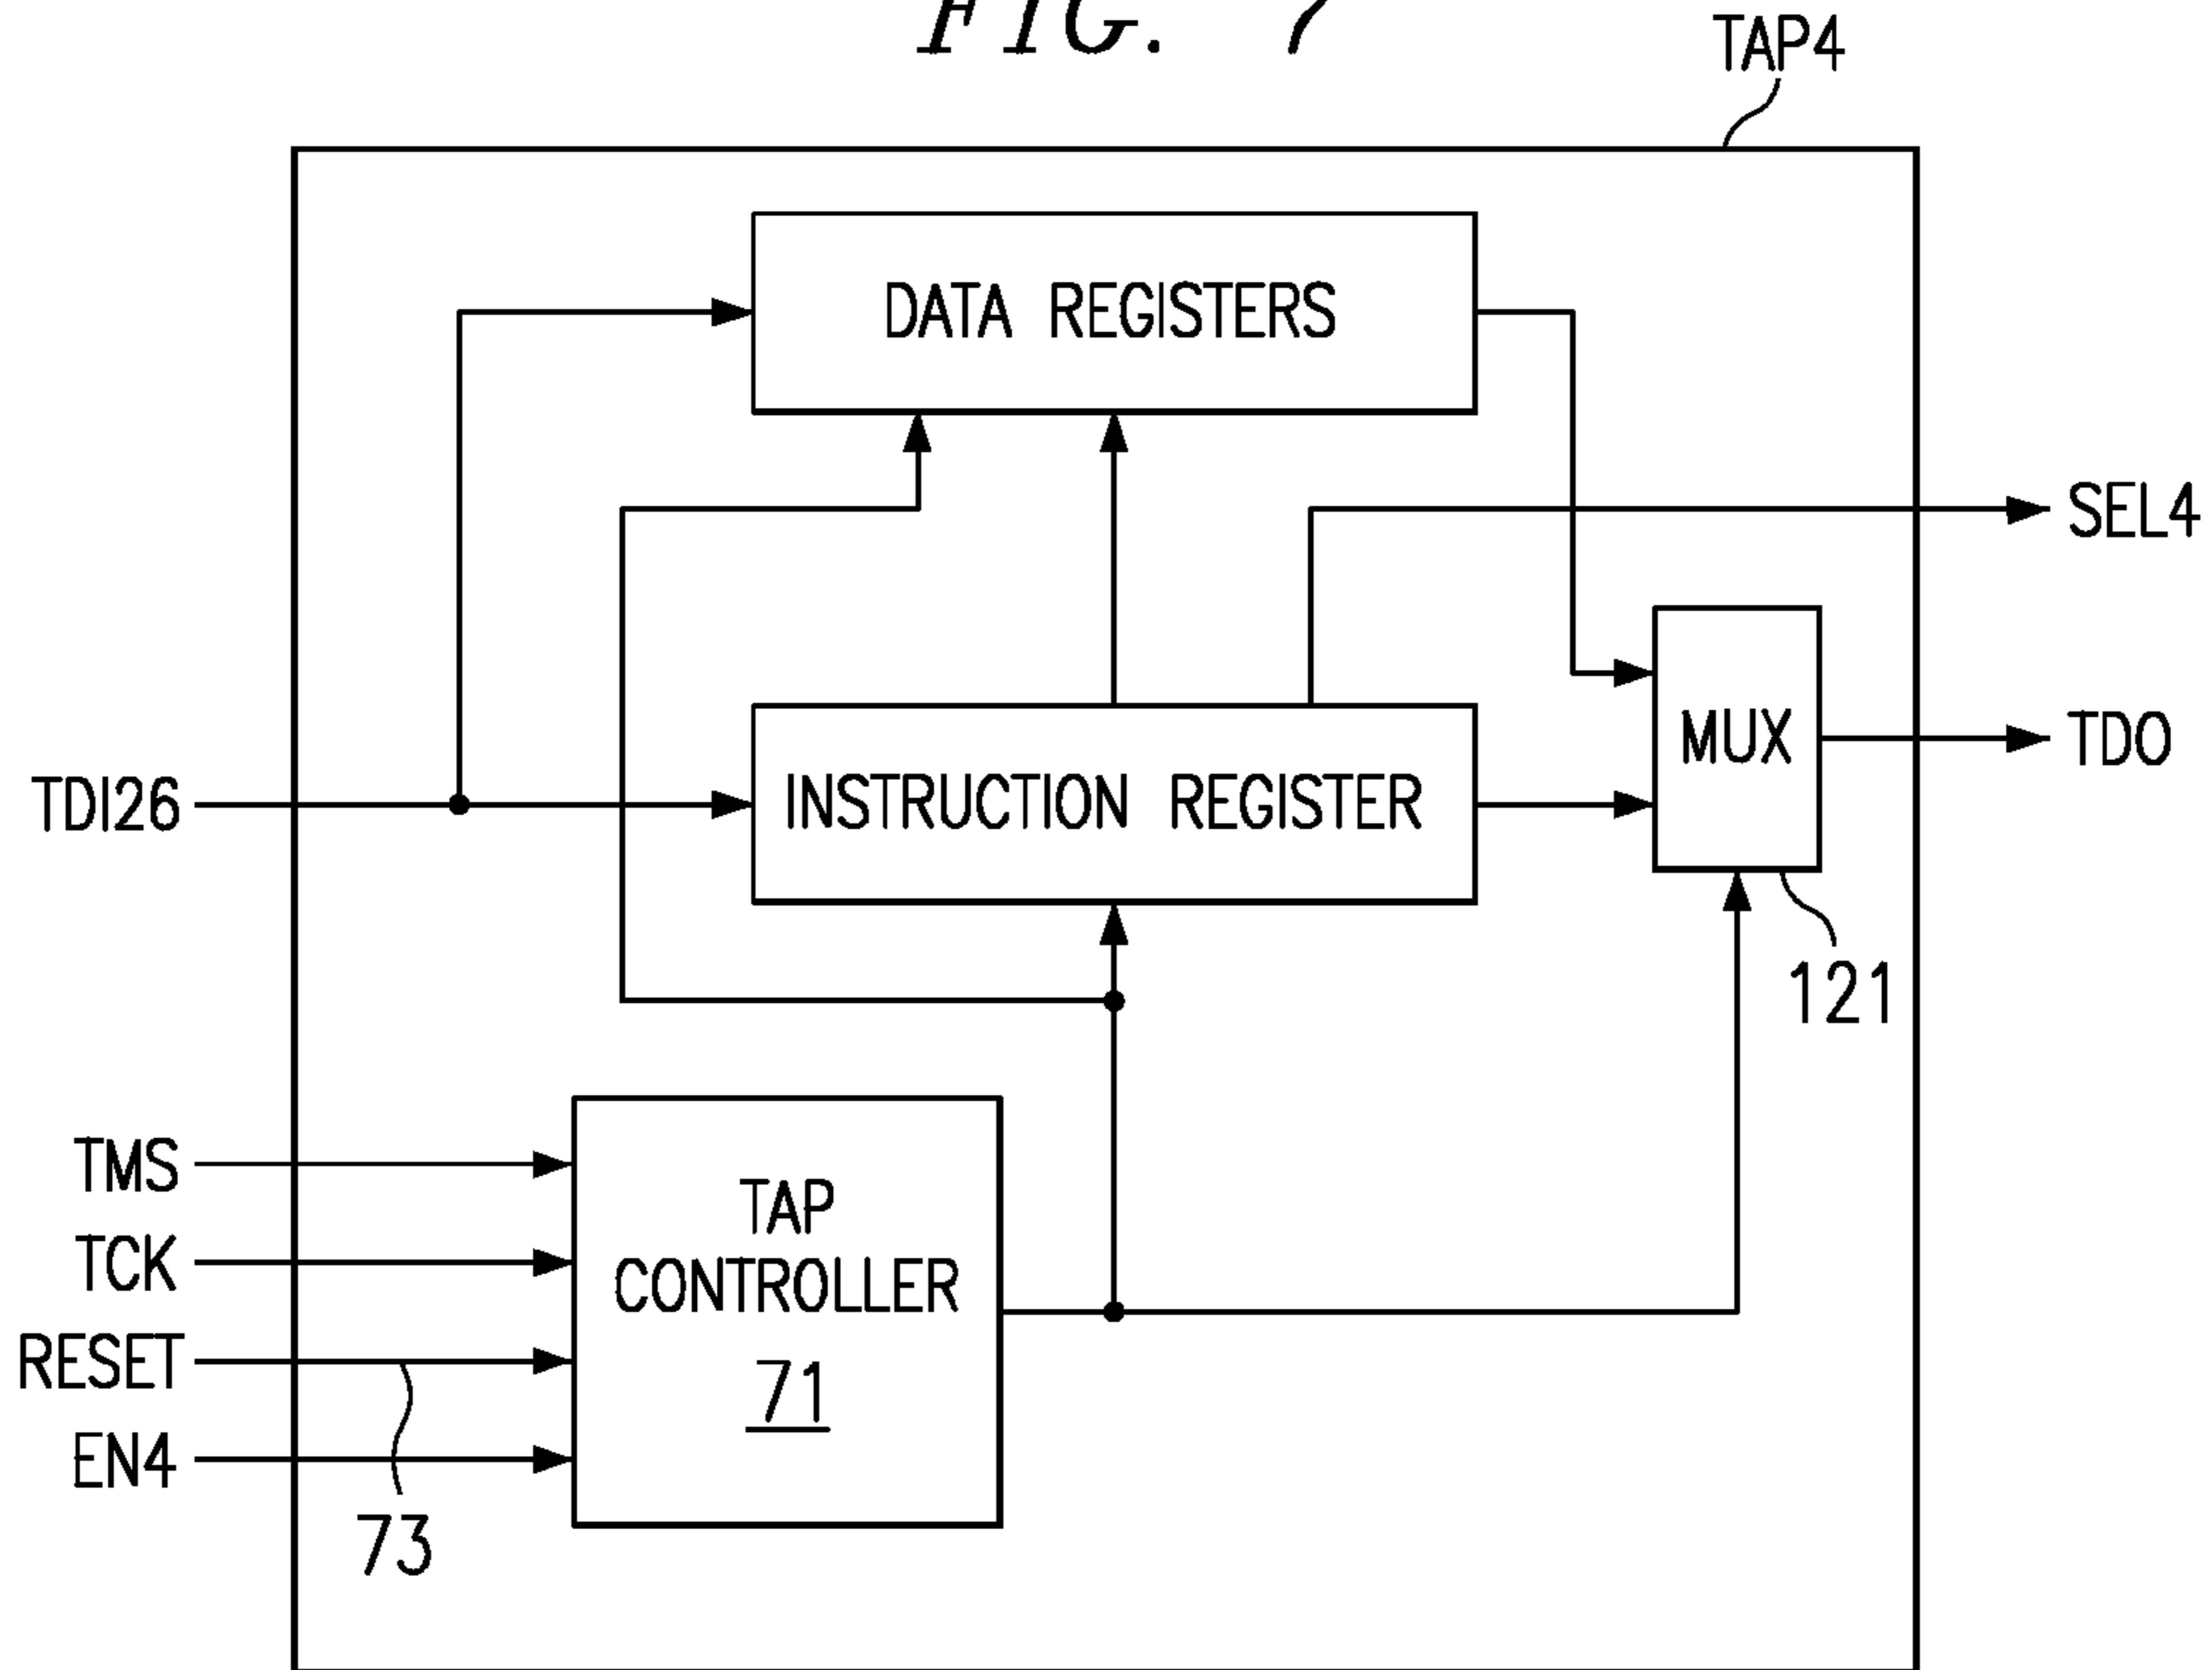 FIG. 7
TAP4
DATA REGISTERS
SEL4
MUX
TDO
TDI26
INSTRUCTION REGISTER
121
TMS
TCK
RESET
EN4
TAP
CONTROLLER
71
73